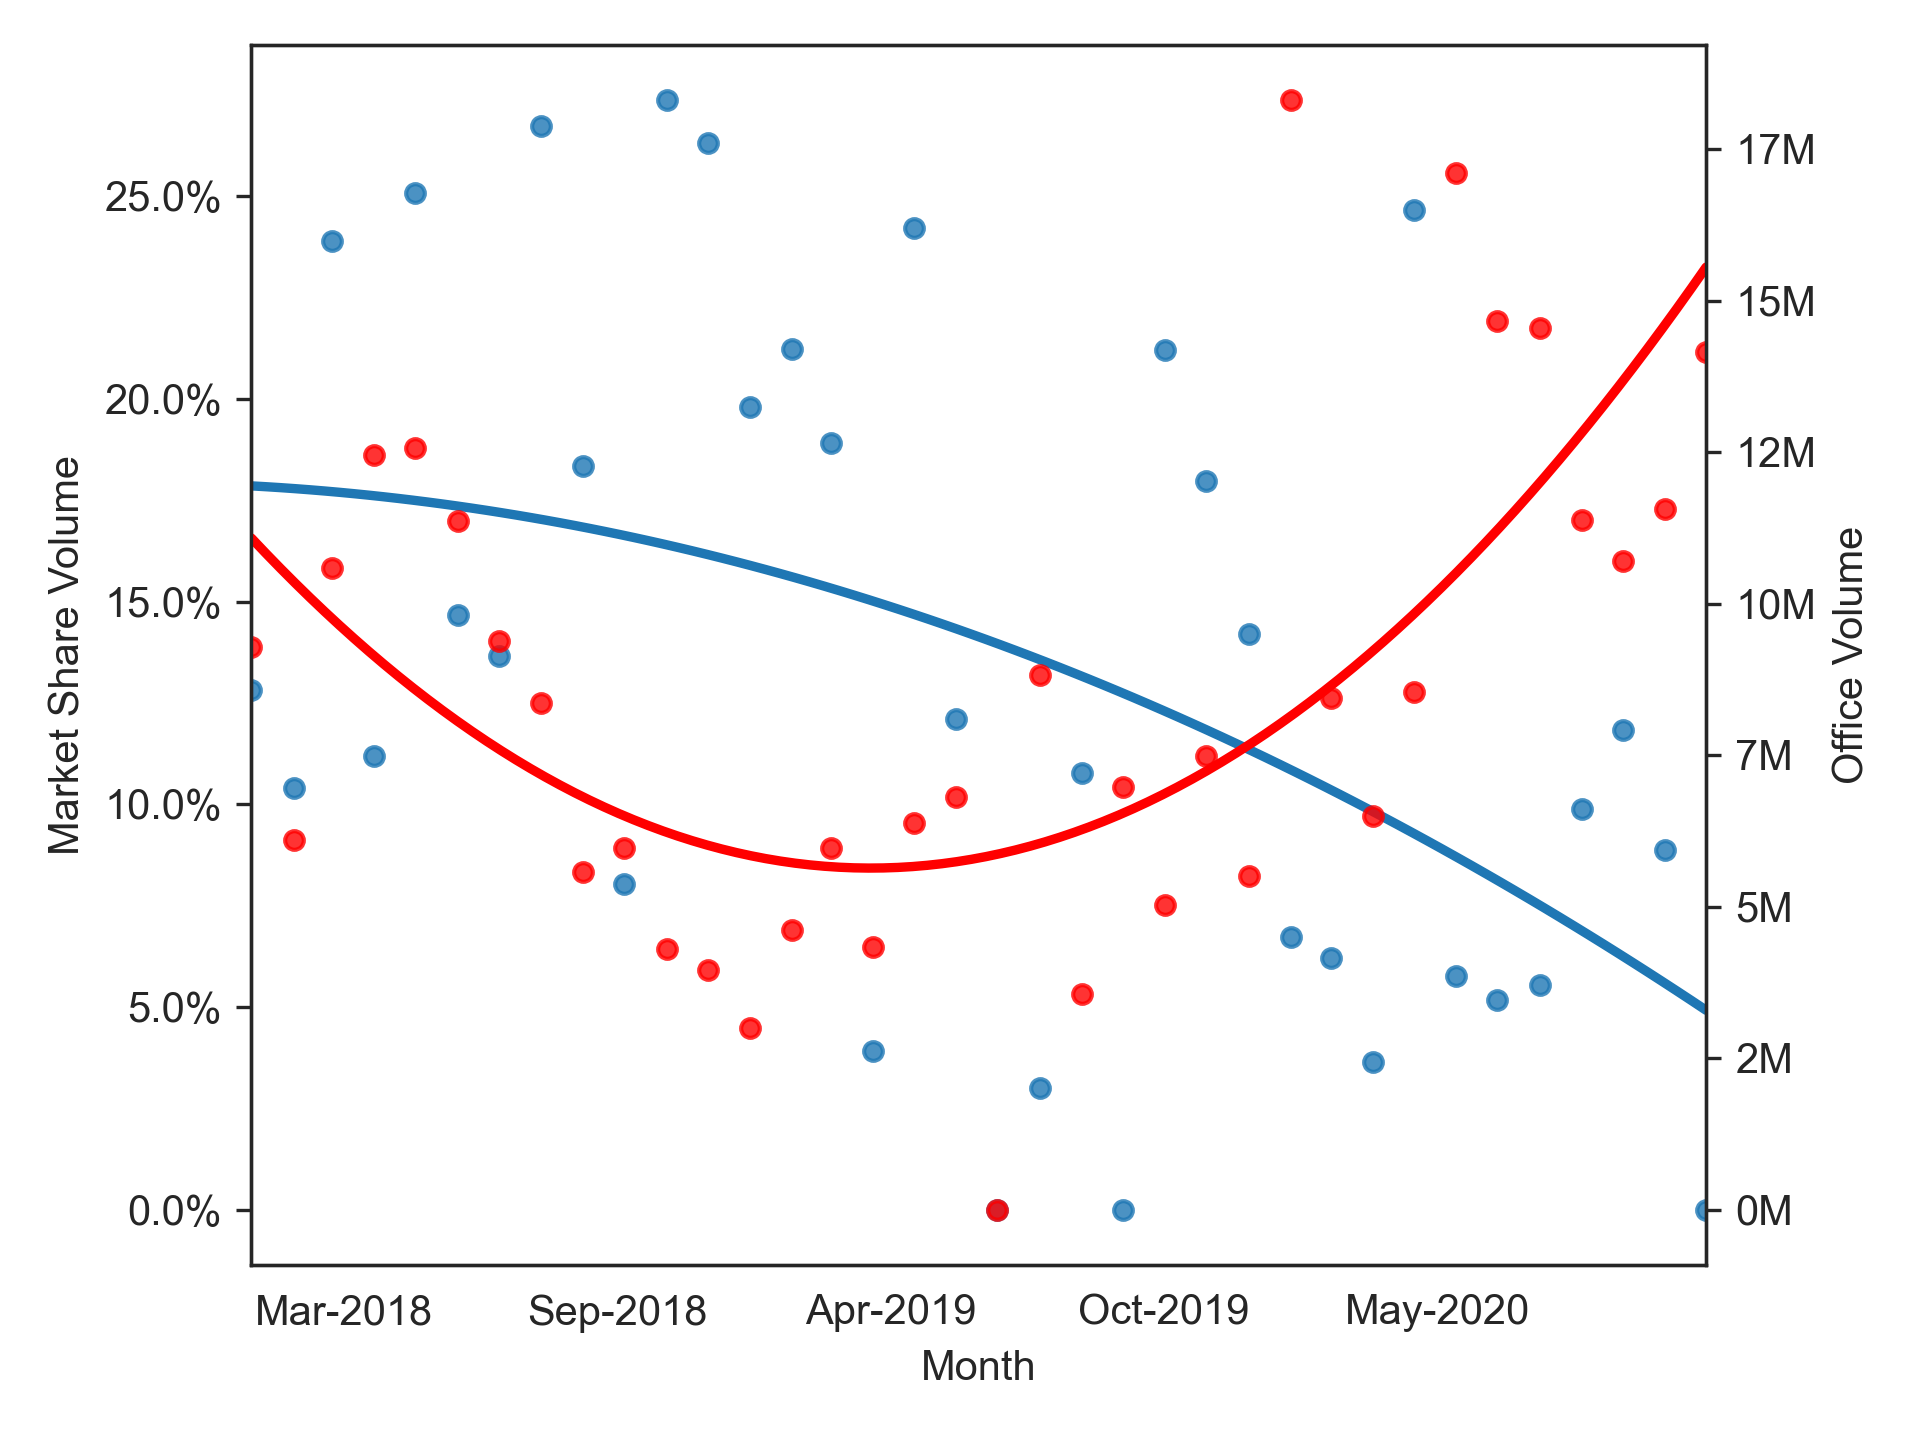 Market Share Volume
25.0%
20.0%
15.0%
10.0%
5.0%
0.0%
17M
15M
12M
10M
7M
5M
2M
0M
Office Volume
Mar-2018
Sep-2018
Apr-2019
Oct-2019
May-2020
Month